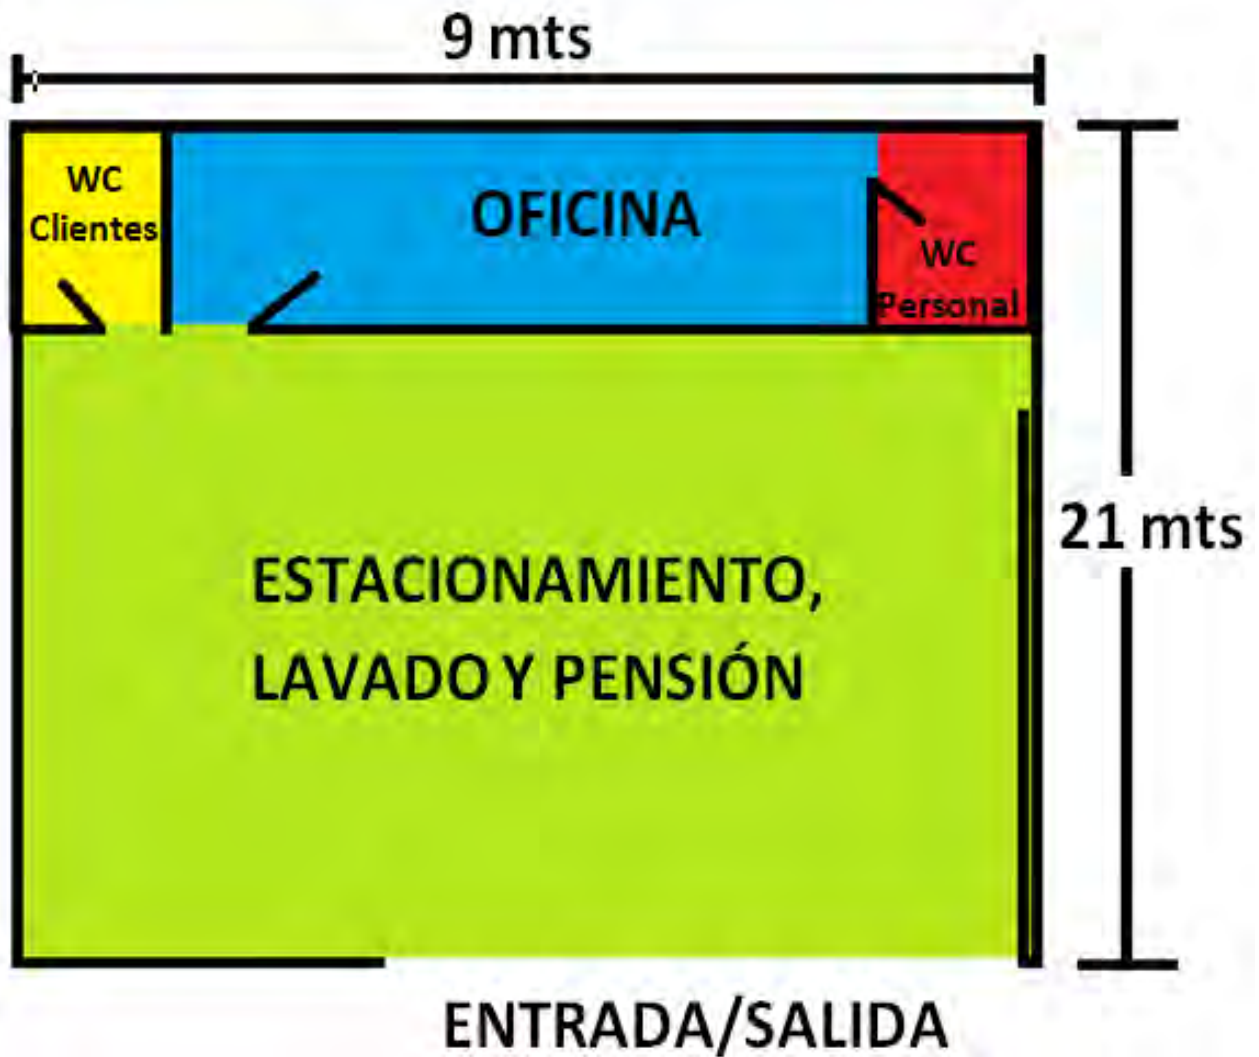 9 mts
WC
Clientes
OFICINA
WC
Personal
ESTACIONAMIENTO,
LAVADO Y PENSIÓN
21 mts
ENTRADA/SALIDA